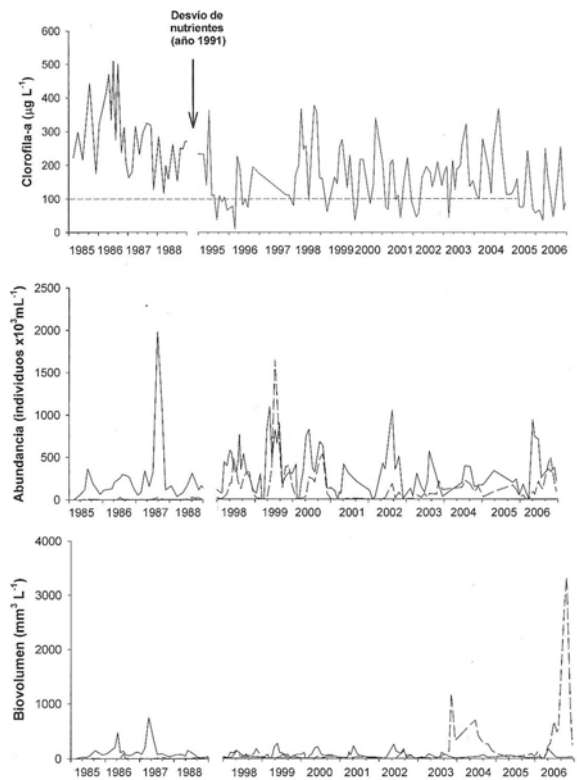 Desvío de
nutrientes
(año 1991)
Clorofila-a (µg L⁻¹)
600
500
400
300
200
100
0
1985 1986 1987 1988 1995 1996 1997 1998 1999 2000 2001 2002 2003 2004 2005 2006
Abundancia (individuos x10³mL⁻¹)
2500
2000
1500
1000
500
0
1985 1986 1987 1988 1998 1999 2000 2001 2002 2003 2004 2005 2006
Biovolumen (mm³ L⁻¹)
4000
3000
2000
1000
0
1985 1986 1987 1988 1998 1999 2000 2001 2002 2003 2004 2005 2006